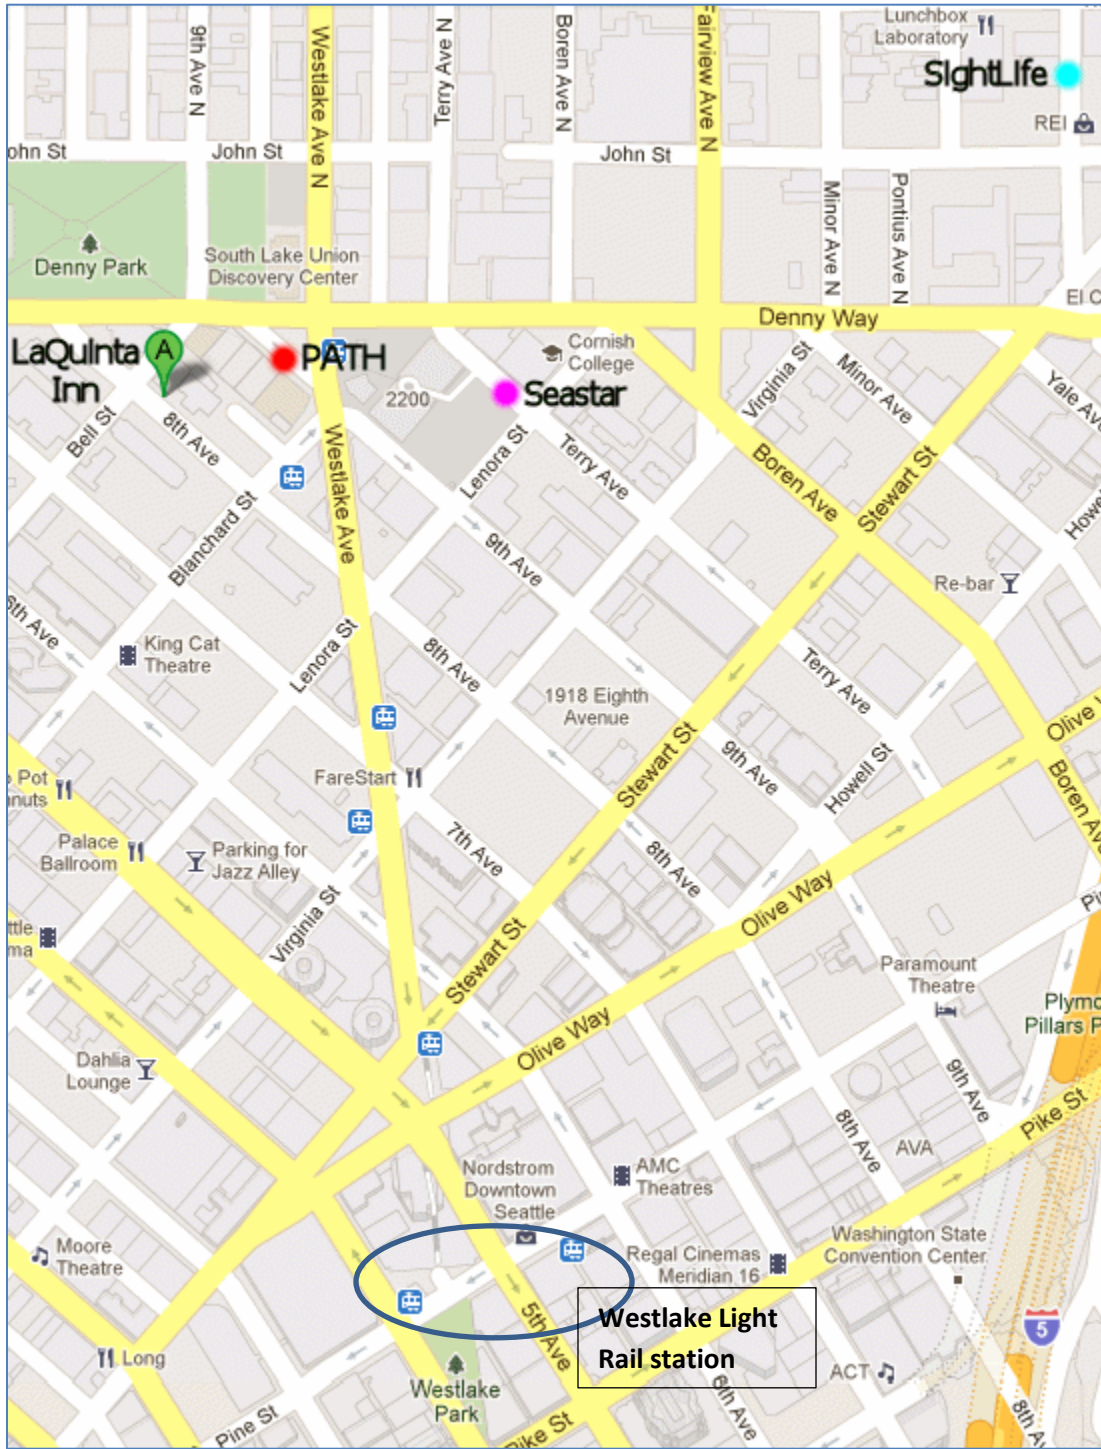 Lunchbox
Laboratory
9th Ave N
Westlake Ave N
Terry Ave N
Boren Ave N
Fairview Ave N
SightLife
REI
John St
John St
Minor Ave N
Pontius Ave N
Denny Park
South Lake Union
Discovery Center
Denny Way
LaQuinta
Inn
A
PATH
Cornish
College
Virginia St
Minor Ave
2200
Seastar
Bell St
8th Ave
Westlake Ave
Lenora St
Terry Ave
Boren Ave
Stewart St
Blanchard St
9th Ave
Re-bar
6th Ave
King Cat
Theatre
Lenora St
8th Ave
1918 Eighth
Avenue
Terry Ave
Stewart St
9th Ave
Howell St
FareStart
Pot
Palace
Ballroom
Parking for
Jazz Alley
7th Ave
8th Ave
Boren Ave
Olive Way
Virginia St
Stewart St
Paramount
Theatre
Olive Way
Pillars
Dahlia
Lounge
9th Ave
Pike St
8th Ave
AVA
Nordstrom
Downtown
Seattle
AMC
Theatres
Moore
Theatre
Washington State
Convention Center
Regal Cinemas
Meridian 16
5th Ave
Westlake Light
Rail station
5
Long
Westlake
Park
ACT
6th Ave
Pine St
Pike St